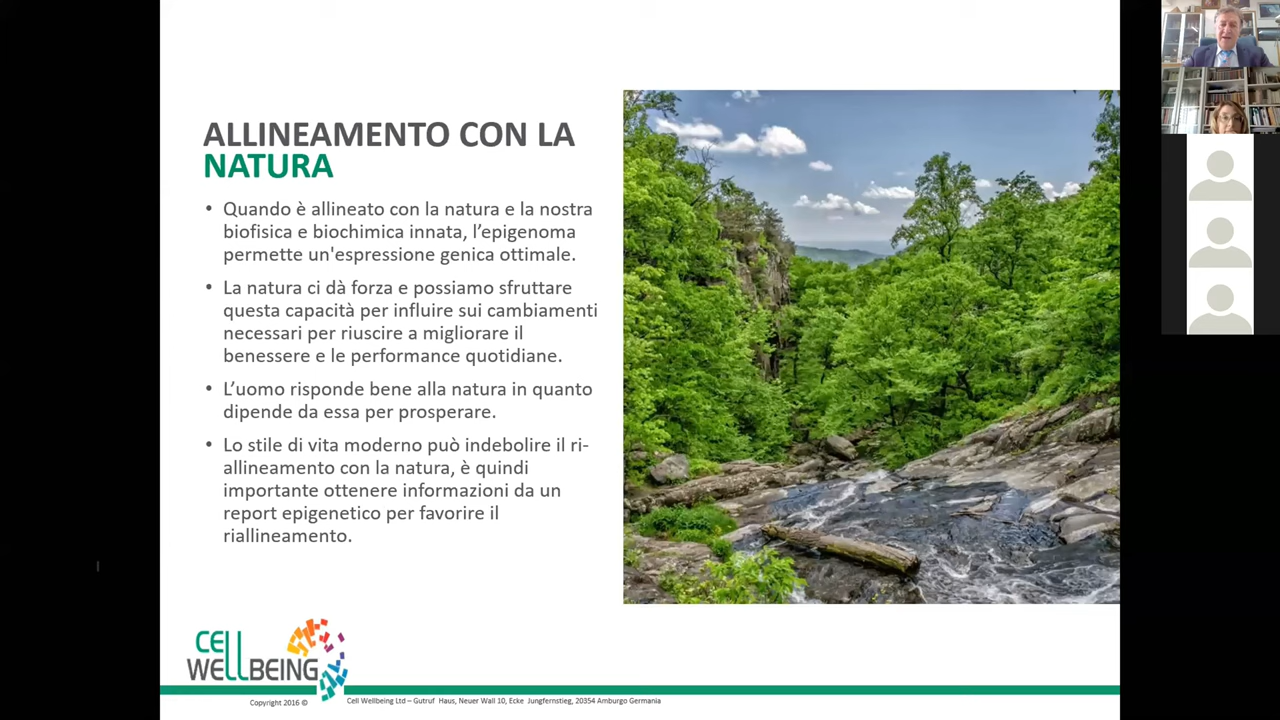 ALLINEAMENTO CON LA
NATURA
• Quando è allineato con la natura e la nostra
biofisica e biochimica innata, l’epigenoma
permette un'espressione genica ottimale.
• La natura ci dà forza e possiamo sfruttare
questa capacità per influire sui cambiamenti
necessari per riuscire a migliorare il
benessere e le performance quotidiane.
• L’uomo risponde bene alla natura in quanto
dipende da essa per prosperare.
• Lo stile di vita moderno può indebolire il ri-
allineamento con la natura, è quindi
importante ottenere informazioni da un
report epigenetico per favorire il
riallineamento.
CELL
WELLBEING
Copyright 2016 ©
Cell Wellbeing Ltd – Gutruf Haus, Neuer Wall 10, Ecke Jungfernstieg, 20354 Amburgo Germania